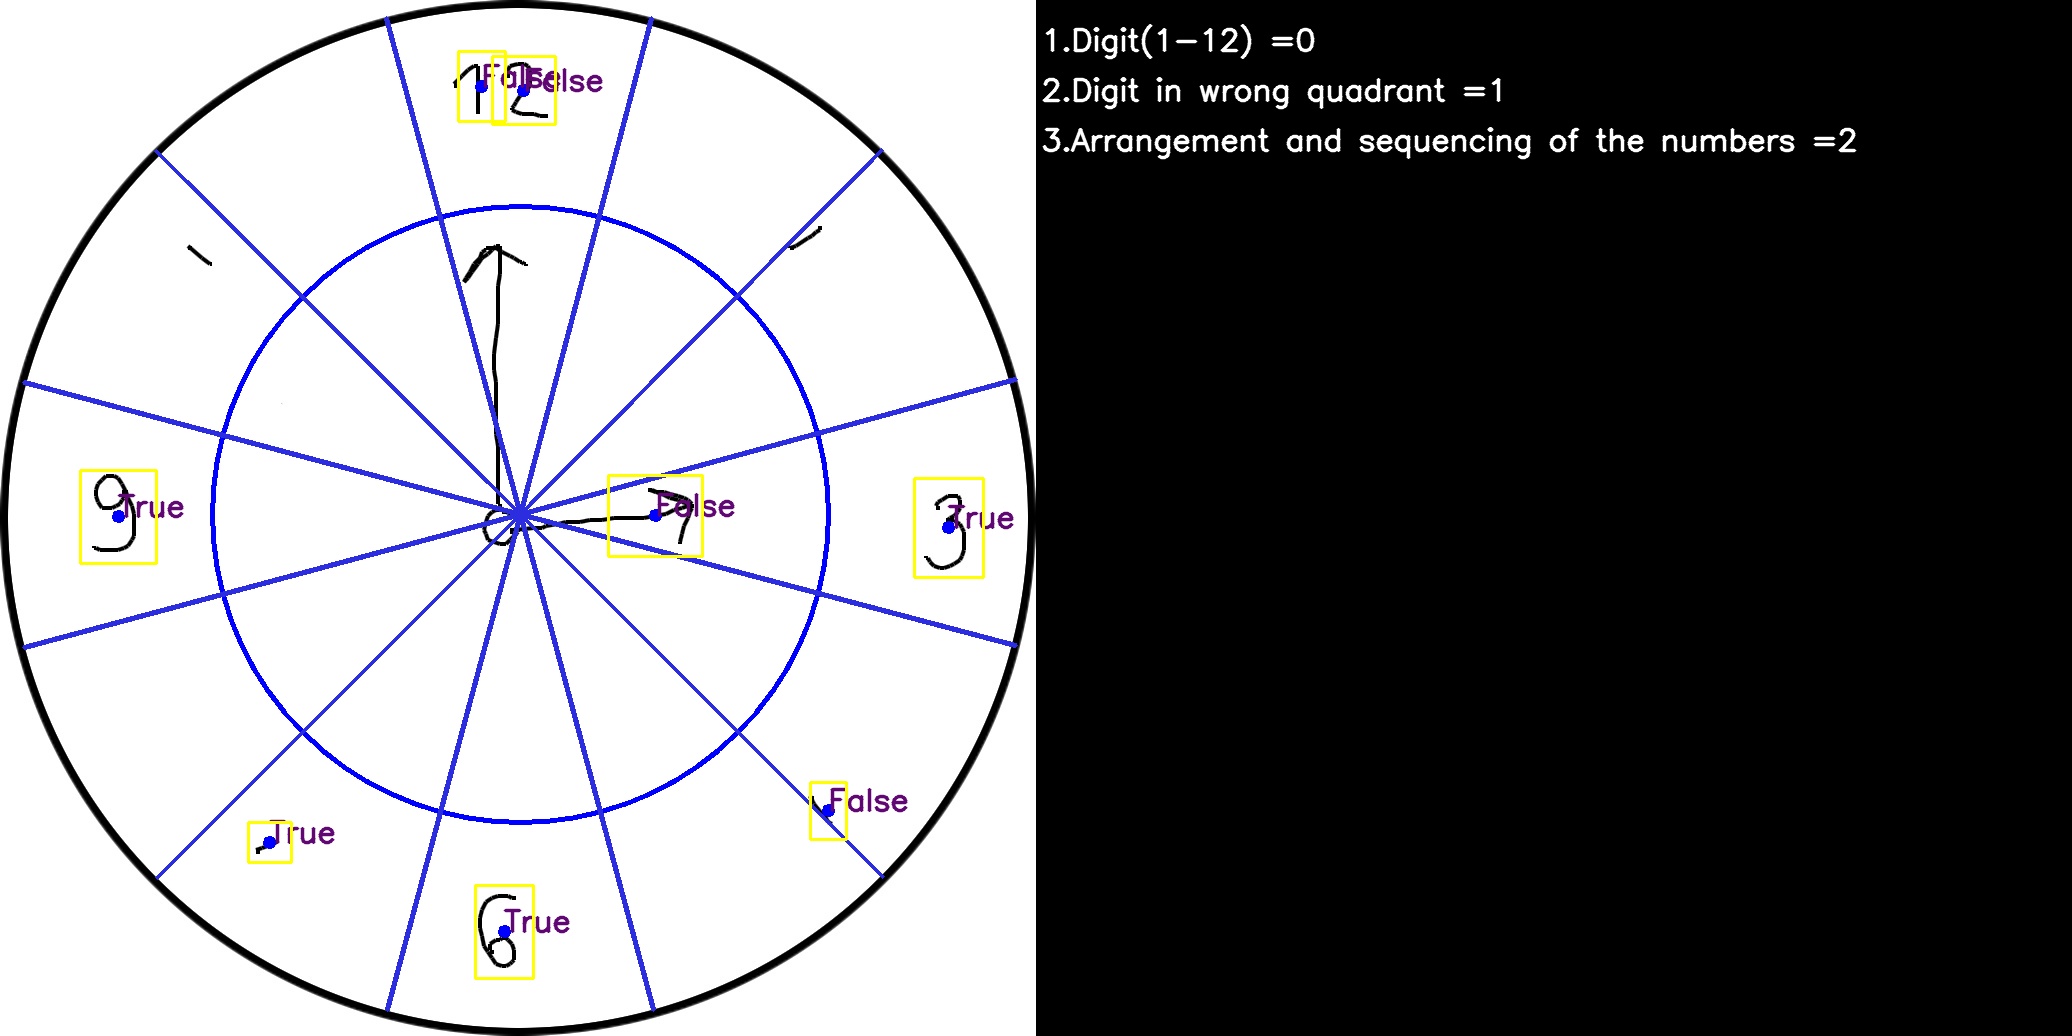 1.Digit(1-12) =0
2.Digit in wrong quadrant =1
3.Arrangement and sequencing of the numbers =2
12
False
False
9
True
False
3
True
True
False
6
True